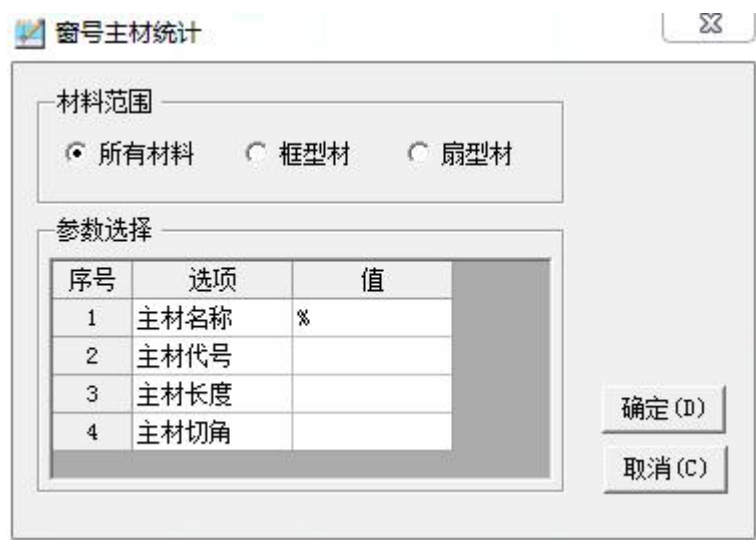 窗号主材统计
材料范围
所有材料 框型材 扇型材
参数选择
序号 选项 值
1 主材名称 %
2 主材代号
3 主材长度
4 主材切角
确定(D)
取消(C)